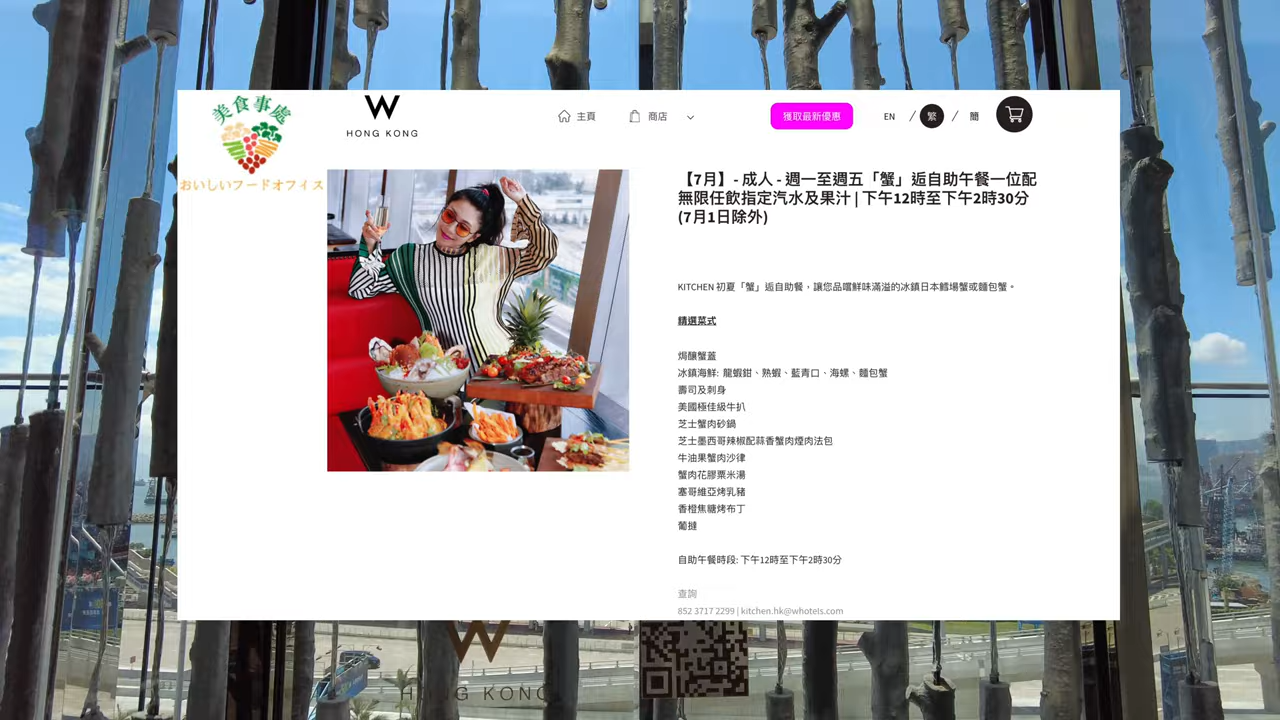 美食事處
おいしいフードオフィス
W
HONG KONG
主頁
商店
獲取最新優惠
EN / 繁 / 簡
【7月】- 成人 - 週一至週五「蟹」逅自助午餐一位配
無限任飲指定汽水及果汁 | 下午12時至下午2時30分
(7月1日除外)
KITCHEN 初夏「蟹」逅自助餐，讓您品嚐鮮味滿溢的冰鎮日本鱈場蟹或麵包蟹。
精選菜式
焗釀蟹蓋
冰鎮海鮮: 龍蝦鉗、熟蝦、藍青口、海螺、麵包蟹
壽司及刺身
美國極佳級牛扒
芝士蟹肉砂鍋
芝士墨西哥辣椒配蒜香蟹肉煙肉法包
牛油果蟹肉沙律
蟹肉花膠粟米湯
塞哥維亞烤乳豬
香橙焦糖烤布丁
葡撻
自助午餐時段: 下午12時至下午2時30分
查詢
852 3717 2299 | kitchen.hk@whotels.com
W
HONG KONG